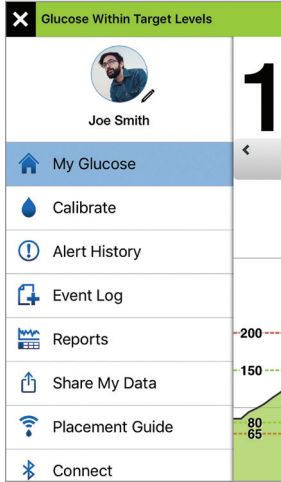 Glucose Within Target Levels
Joe Smith
My Glucose
Calibrate
Alert History
Event Log
Reports
Share My Data
Placement Guide
Connect
1
200
150
80
65